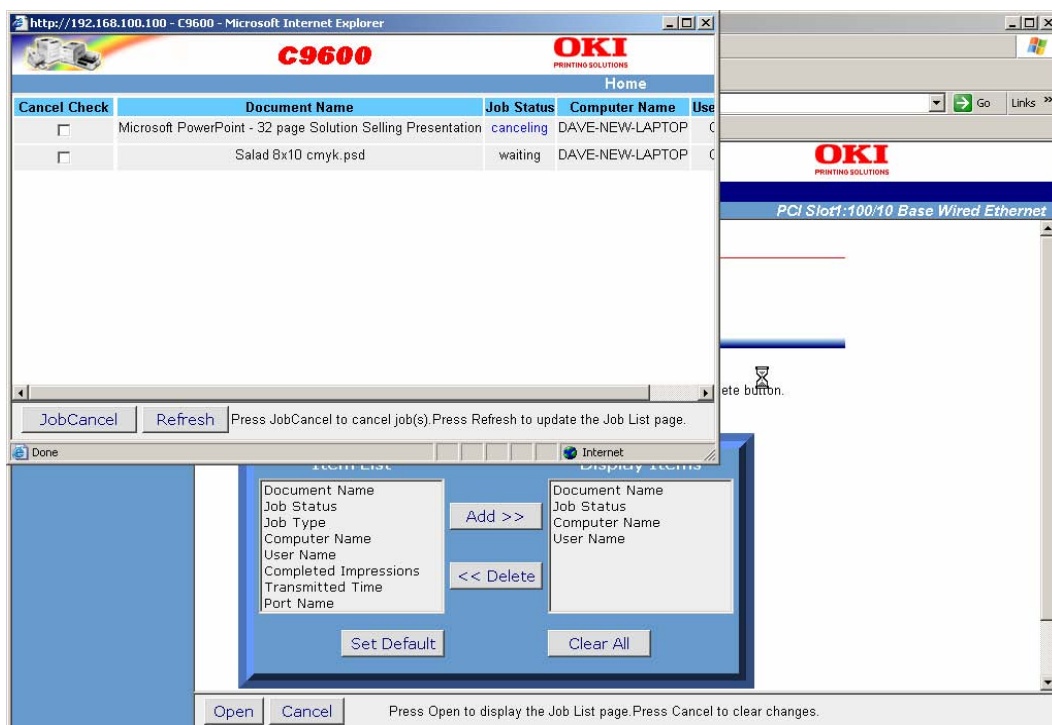 http://192.168.100.100 - C9600 - Microsoft Internet Explorer
C9600
OKI
PRINTING SOLUTIONS
Home
Cancel Check Document Name Job Status Computer Name Use
Microsoft PowerPoint - 32 page Solution Selling Presentation canceling DAVE-NEW-LAPTOP
Salad 8x10 cmyk.psd waiting DAVE-NEW-LAPTOP
JobCancel Refresh Press JobCancel to cancel job(s).Press Refresh to update the Job List page.
Done Internet
Go Links »
OKI
PRINTING SOLUTIONS
PCI Slot1:100/10 Base Wired Ethernet
ete button.
Item List Display Items
Document Name
Job Status
Job Type
Computer Name
User Name
Completed Impressions
Transmitted Time
Port Name
Add >>
<< Delete
Document Name
Job Status
Computer Name
User Name
Set Default Clear All
Open Cancel Press Open to display the Job List page.Press Cancel to clear changes.